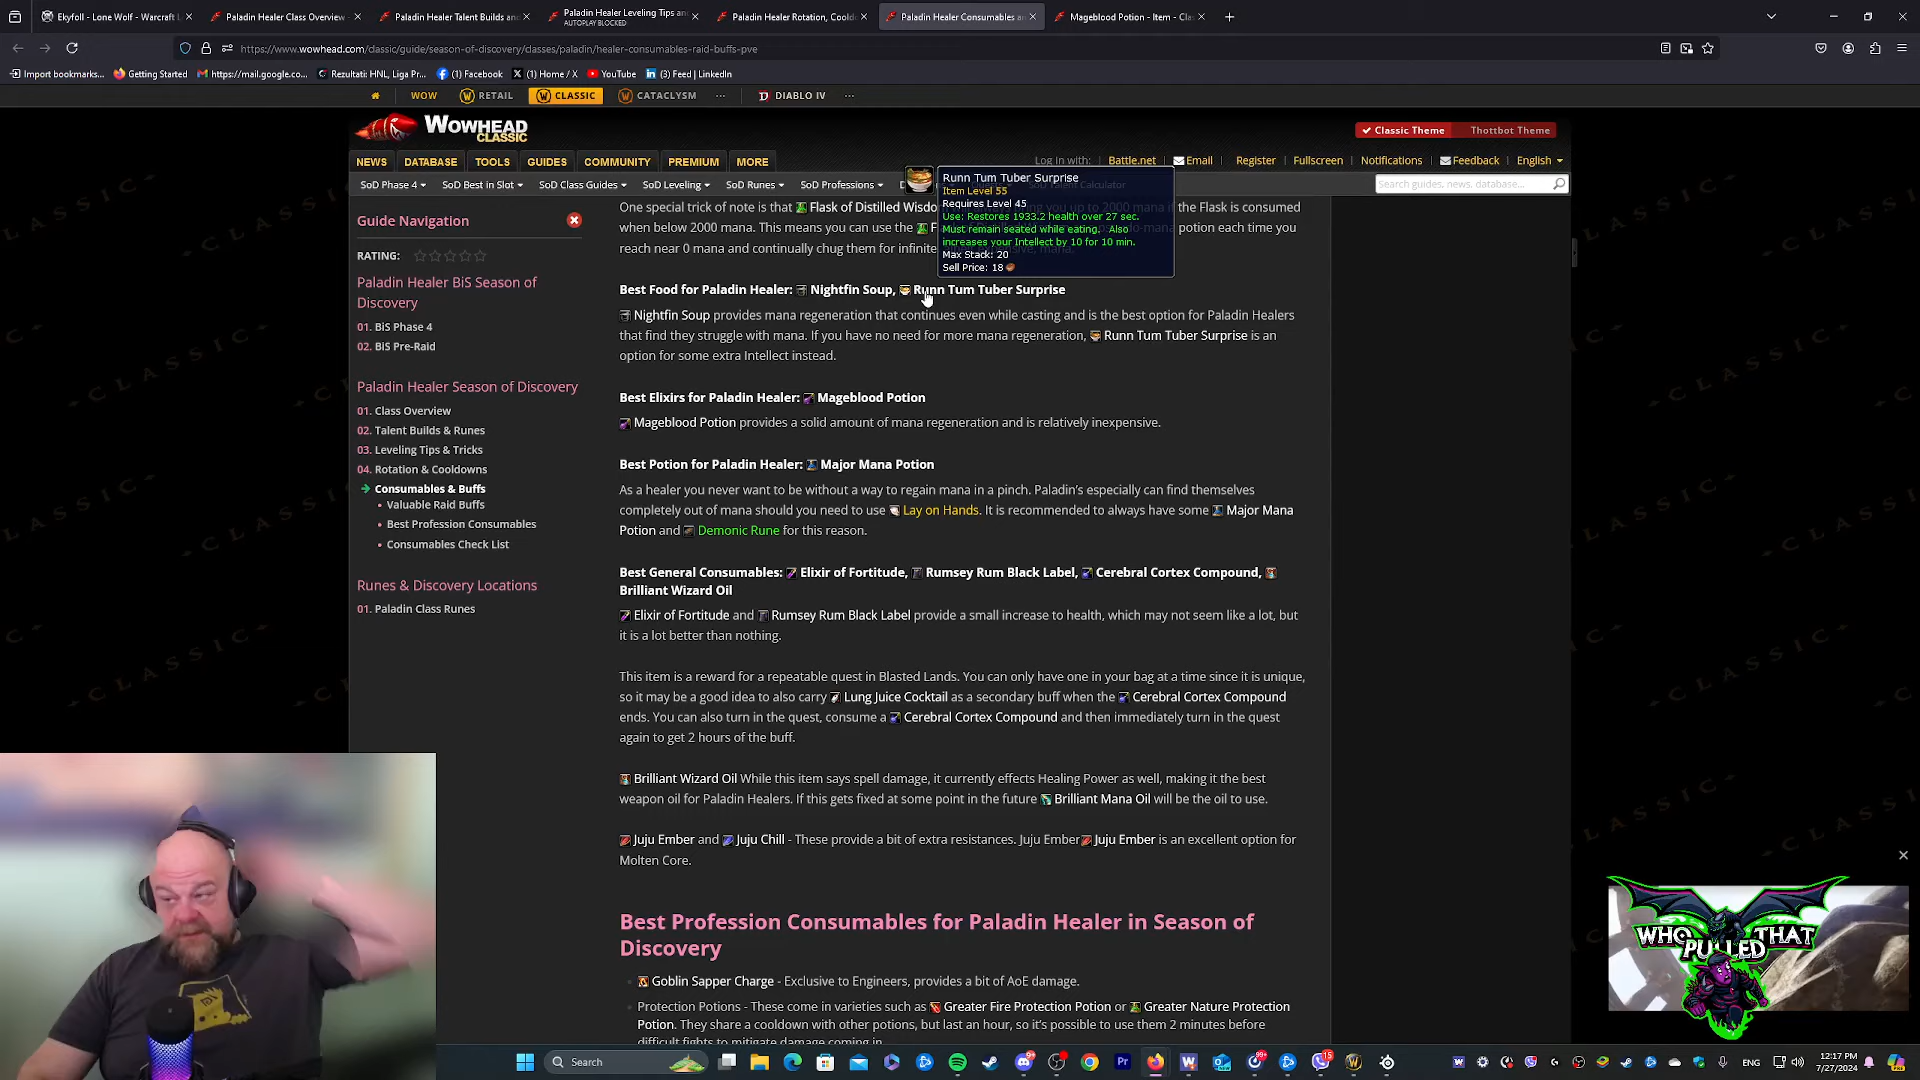 Ekyfoll - Lone Wolf - Warcraft L
Paladin Healer Class Overview -
Paladin Healer Talent Builds and
Paladin Healer Leveling Tips and
AUTOPLAY BLOCKED
Paladin Healer Rotation, Coold
Paladin Healer Consumables an
Mageblood Potion - Item - Clas
https://www.wowhead.com/classic/guide/season-of-discovery/classes/paladin/healer-consumables-raid-buffs-pve
Import bookmarks...
Getting Started
https://mail.google.co...
Rezultati: HNL, Liga Pr...
(1) Facebook
(1) Home / X
YouTube
(3) Feed | LinkedIn
WOW
RETAIL
CLASSIC
CATACLYSM
...
DIABLO IV
...
WOWHEAD
CLASSIC
Classic Theme
Thottbot Theme
NEWS
DATABASE
TOOLS
GUIDES
COMMUNITY
PREMIUM
MORE
Log in with:
Battle.net
Email
Register
Fullscreen
Notifications
Feedback
English
SoD Phase 4
SoD Best in Slot
SoD Class Guides
SoD Leveling
SoD Runes
SoD Professions
Search guides, news, database...
Runn Tum Tuber Surprise
Item Level 55
Requires Level 45
Use: Restores 1933.2 health over 27 sec.
Must remain seated while eating. Also
increases your Intellect by 10 for 10 min.
Max Stack: 20
Sell Price: 18
Guide Navigation
RATING:
Paladin Healer BiS Season of
Discovery
01. BiS Phase 4
02. BiS Pre-Raid
Paladin Healer Season of Discovery
01. Class Overview
02. Talent Builds & Runes
03. Leveling Tips & Tricks
04. Rotation & Cooldowns
Consumables & Buffs
• Valuable Raid Buffs
• Best Profession Consumables
• Consumables Check List
Runes & Discovery Locations
01. Paladin Class Runes
One special trick of note is that Flask of Distilled Wisdo the Flask is consumed
when below 2000 mana. This means you can use the potion each time you
reach near 0 mana and continually chug them for infinite
Best Food for Paladin Healer: Nightfin Soup, Runn Tum Tuber Surprise
Nightfin Soup provides mana regeneration that continues even while casting and is the best option for Paladin Healers
that find they struggle with mana. If you have no need for more mana regeneration, Runn Tum Tuber Surprise is an
option for some extra Intellect instead.
Best Elixirs for Paladin Healer: Mageblood Potion
Mageblood Potion provides a solid amount of mana regeneration and is relatively inexpensive.
Best Potion for Paladin Healer: Major Mana Potion
As a healer you never want to be without a way to regain mana in a pinch. Paladin's especially can find themselves
completely out of mana should you need to use Lay on Hands. It is recommended to always have some Major Mana
Potion and Demonic Rune for this reason.
Best General Consumables: Elixir of Fortitude, Rumsey Rum Black Label, Cerebral Cortex Compound,
Brilliant Wizard Oil
Elixir of Fortitude and Rumsey Rum Black Label provide a small increase to health, which may not seem like a lot, but
it is a lot better than nothing.
This item is a reward for a repeatable quest in Blasted Lands. You can only have one in your bag at a time since it is unique,
so it may be a good idea to also carry Lung Juice Cocktail as a secondary buff when the Cerebral Cortex Compound
ends. You can also turn in the quest, consume a Cerebral Cortex Compound and then immediately turn in the quest
again to get 2 hours of the buff.
Brilliant Wizard Oil While this item says spell damage, it currently effects Healing Power as well, making it the best
weapon oil for Paladin Healers. If this gets fixed at some point in the future Brilliant Mana Oil will be the oil to use.
Juju Ember and Juju Chill - These provide a bit of extra resistances. Juju Ember Juju Ember is an excellent option for
Molten Core.
Best Profession Consumables for Paladin Healer in Season of
Discovery
Goblin Sapper Charge - Exclusive to Engineers, provides a bit of AoE damage.
Protection Potions - These come in varieties such as Greater Fire Protection Potion or Greater Nature Protection
Potion. They share a cooldown with other potions, but last an hour, so it's possible to use them 2 minutes before
difficult fights to mitigate damage coming in.
WHO PULLED THAT
Search
ENG
12:17 PM
7/27/2024